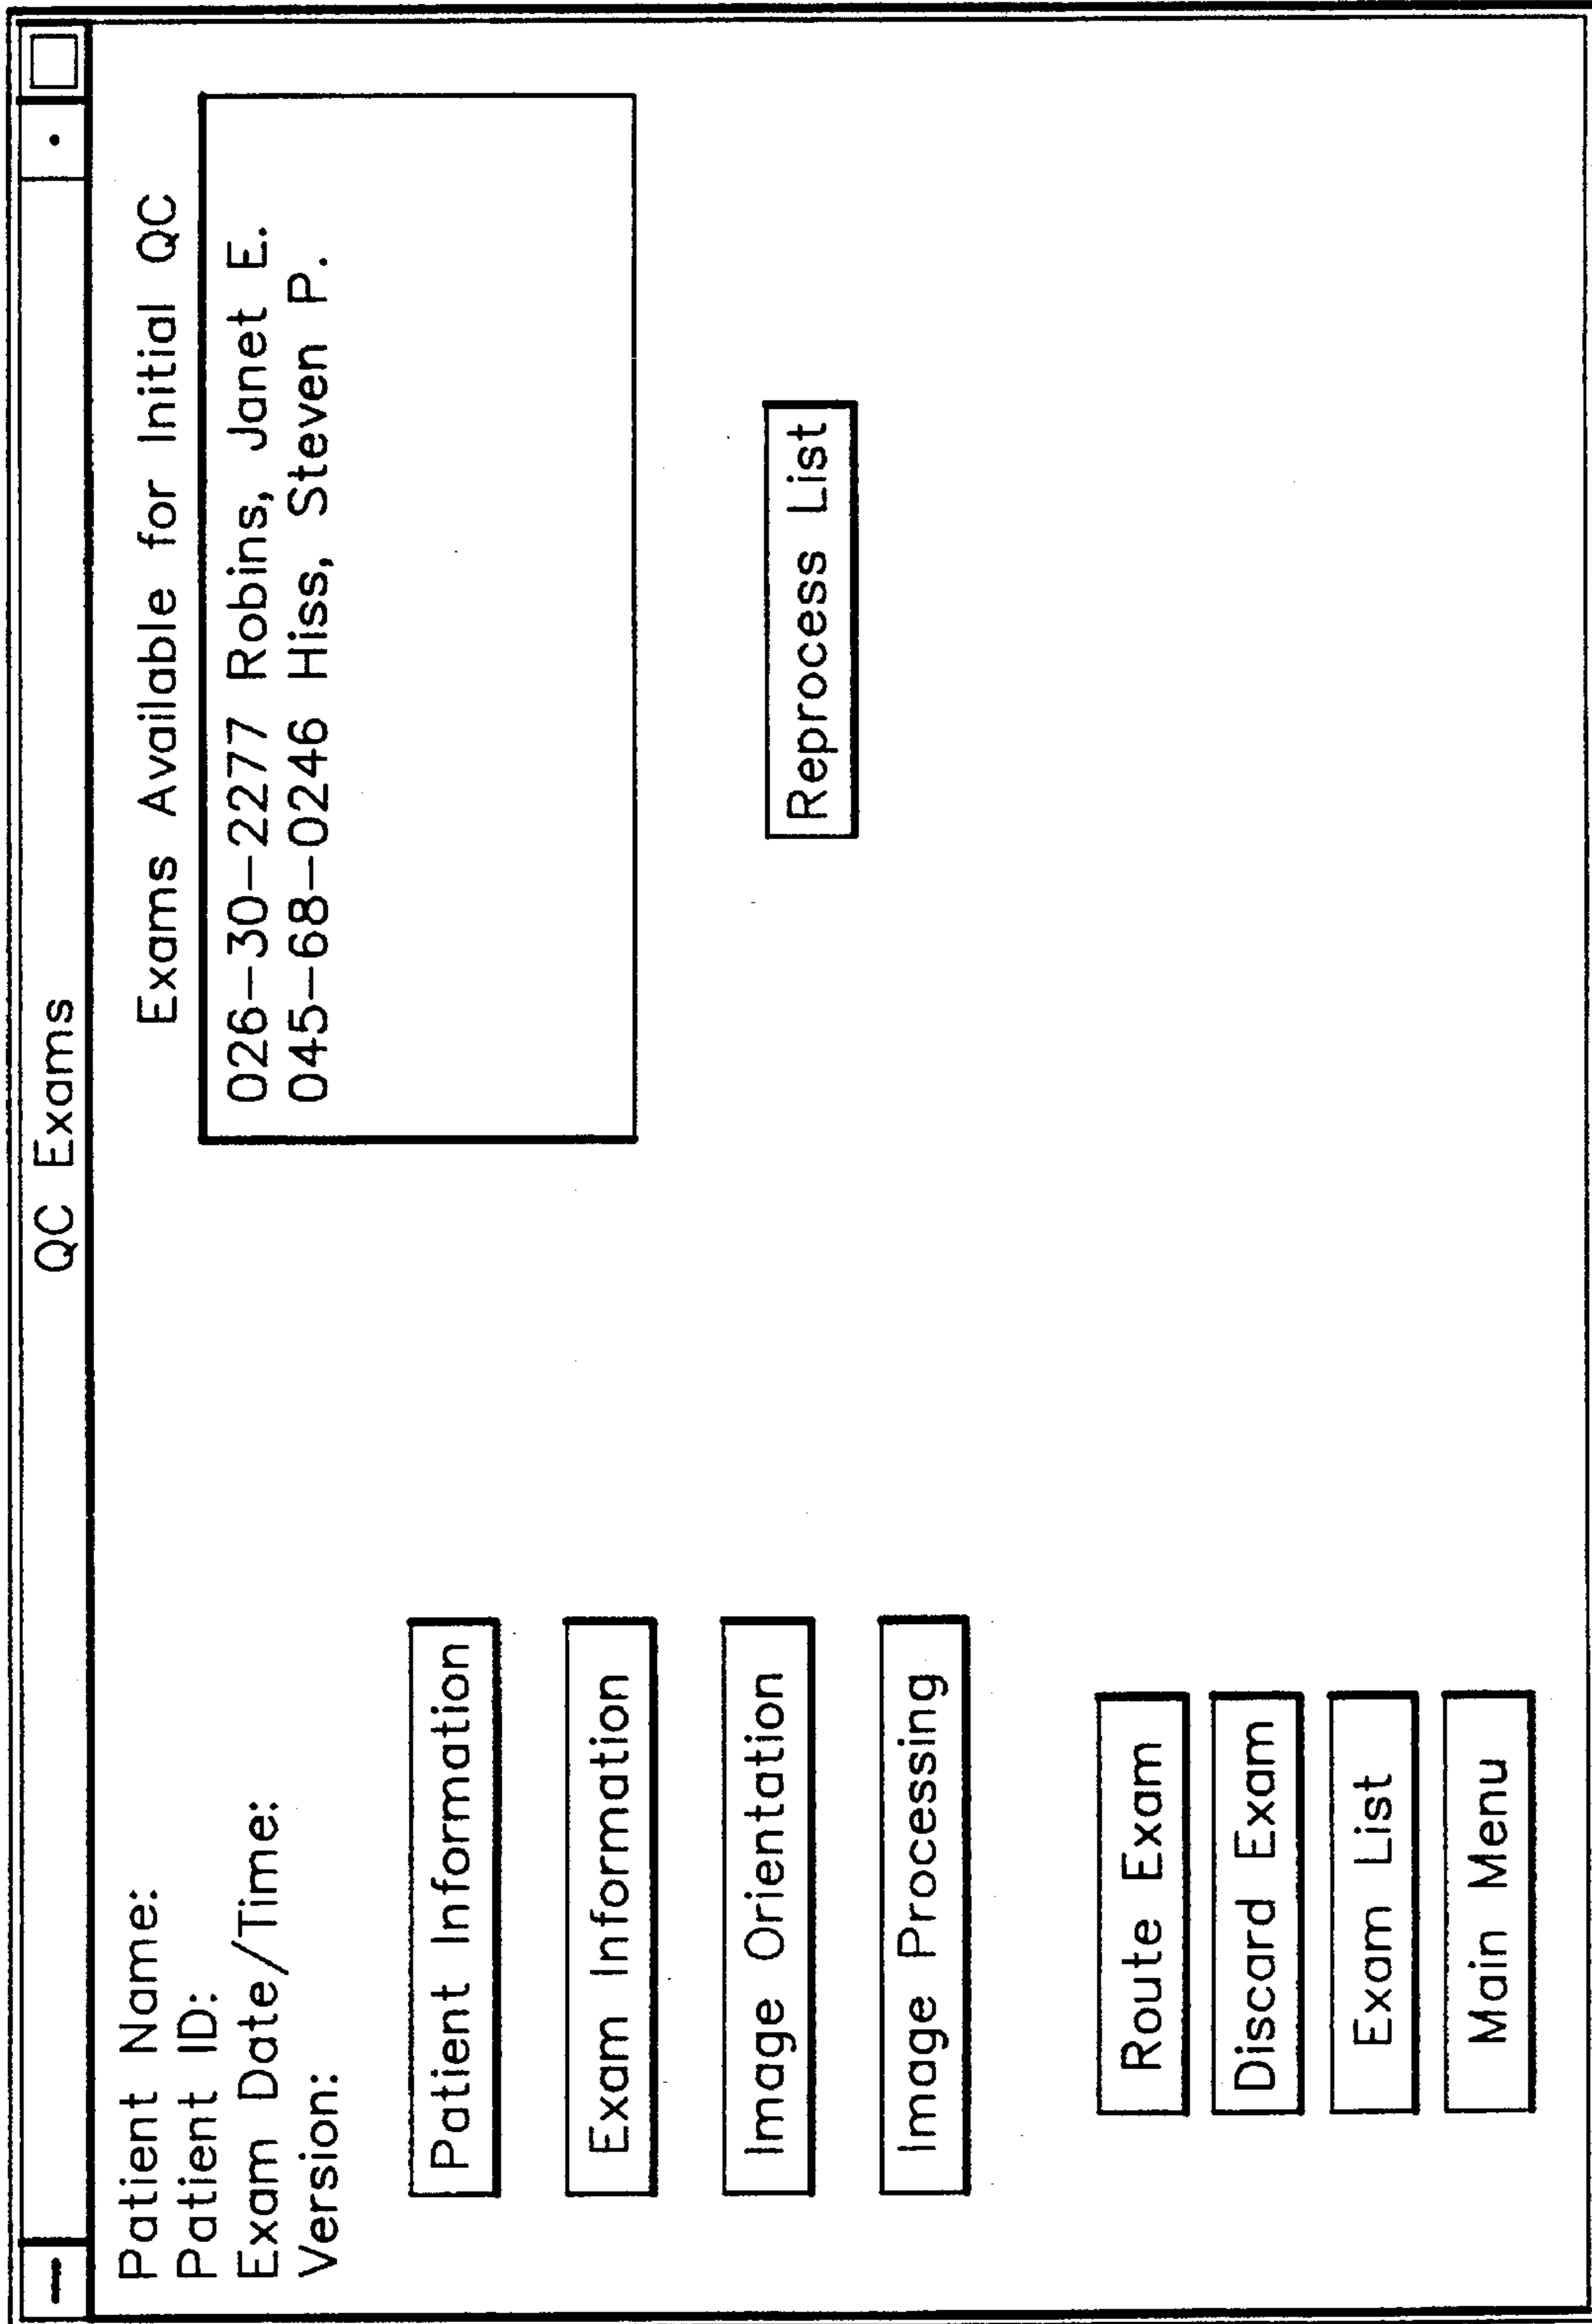 QC Exams
Patient Name:
Patient ID:
Exam Date/Time:
Version:
Patient Information
Exam Information
Image Orientation
Image Processing
Route Exam
Discard Exam
Exam List
Main Menu
Exams Available for Initial QC
026-30-2277 Robins, Janet E.
045-68-0246 Hiss, Steven P.
Reprocess List